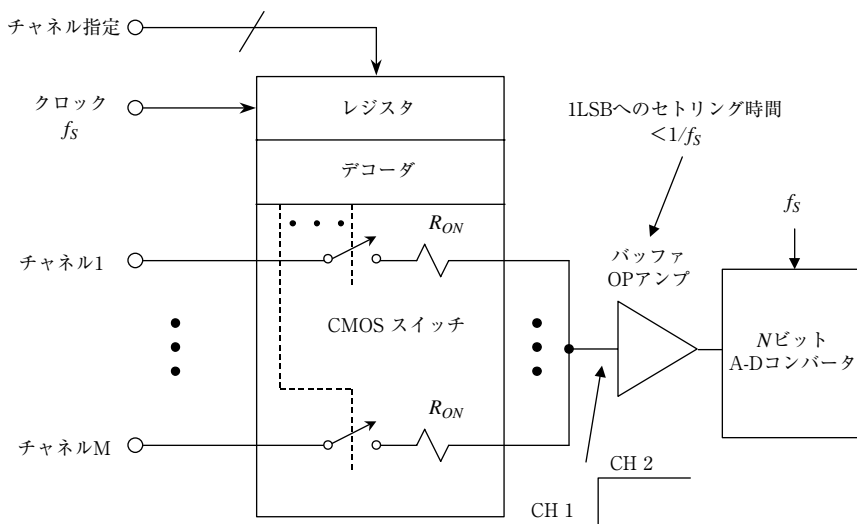 チャネル指定
クロック
fS
レジスタ
デコーダ
1LSBへのセトリング時間
＜1/fS
RON
チャネル1
CMOS スイッチ
バッファ
OPアンプ
fS
Nビット
A-Dコンバータ
RON
チャネルM
CH 2
CH 1